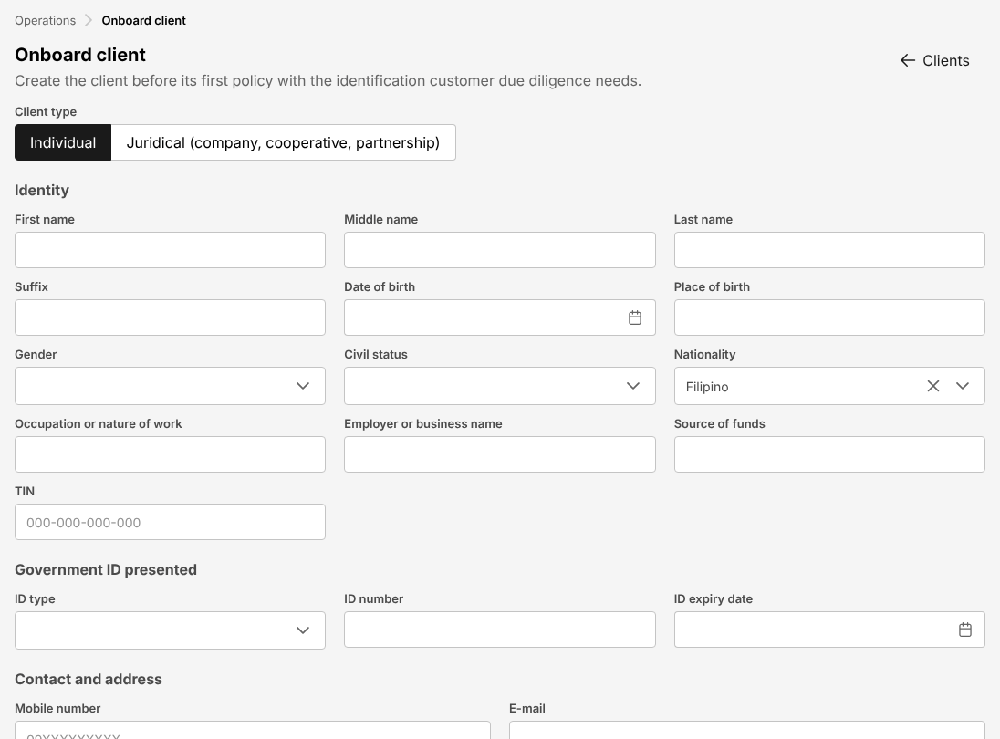 Operations > Onboard client
Onboard client
← Clients
Create the client before its first policy with the identification customer due diligence needs.
Client type
Individual Juridical (company, cooperative, partnership)
Identity
First name Middle name Last name
Suffix Date of birth Place of birth
Gender Civil status Nationality
Filipino
Occupation or nature of work Employer or business name Source of funds
TIN
000-000-000-000
Government ID presented
ID type ID number ID expiry date
Contact and address
Mobile number E-mail
09XXXXXXXXX